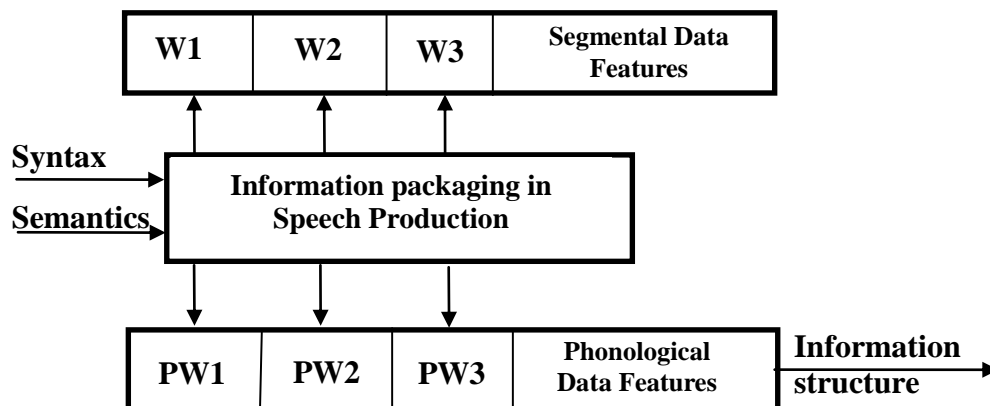 W1 W2 W3 Segmental Data
Features
Syntax
Information packaging in
Semantics
Speech Production
PW1 PW2 PW3 Phonological
Data Features
Information
structure